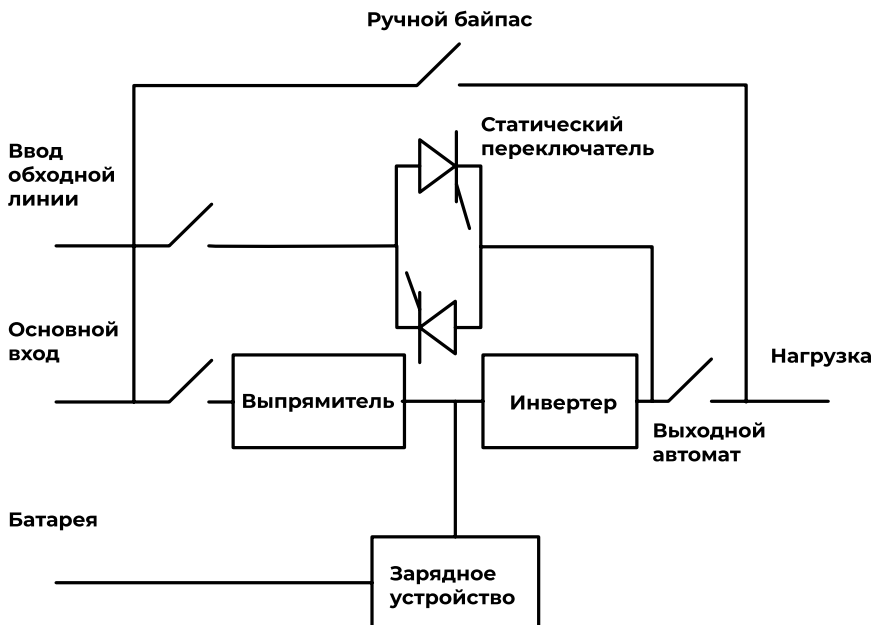 Ручной байпас
Статический
переключатель
Ввод
обходной
линии
Основной
вход
Нагрузка
Выпрямитель
Инвертер
Выходной
автомат
Батарея
Зарядное
устройство